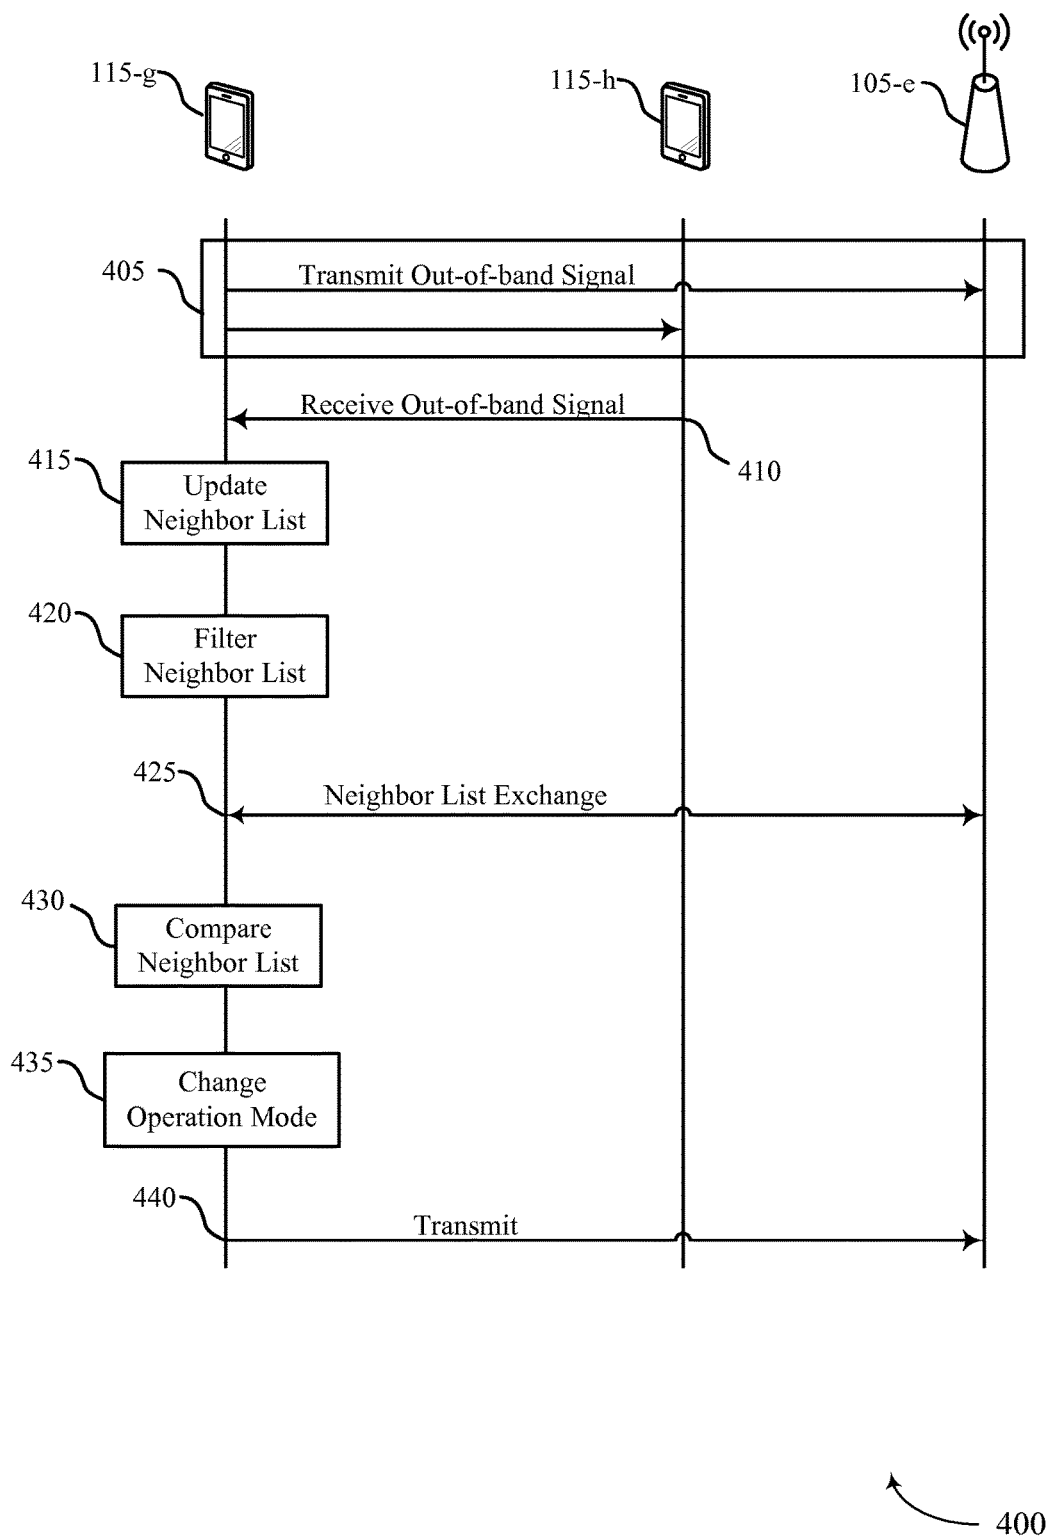 115-g
115-h
105-e
405
Transmit Out-of-band Signal
Receive Out-of-band Signal
410
415
Update
Neighbor List
420
Filter
Neighbor List
425
Neighbor List Exchange
430
Compare
Neighbor List
435
Change
Operation Mode
440
Transmit
400